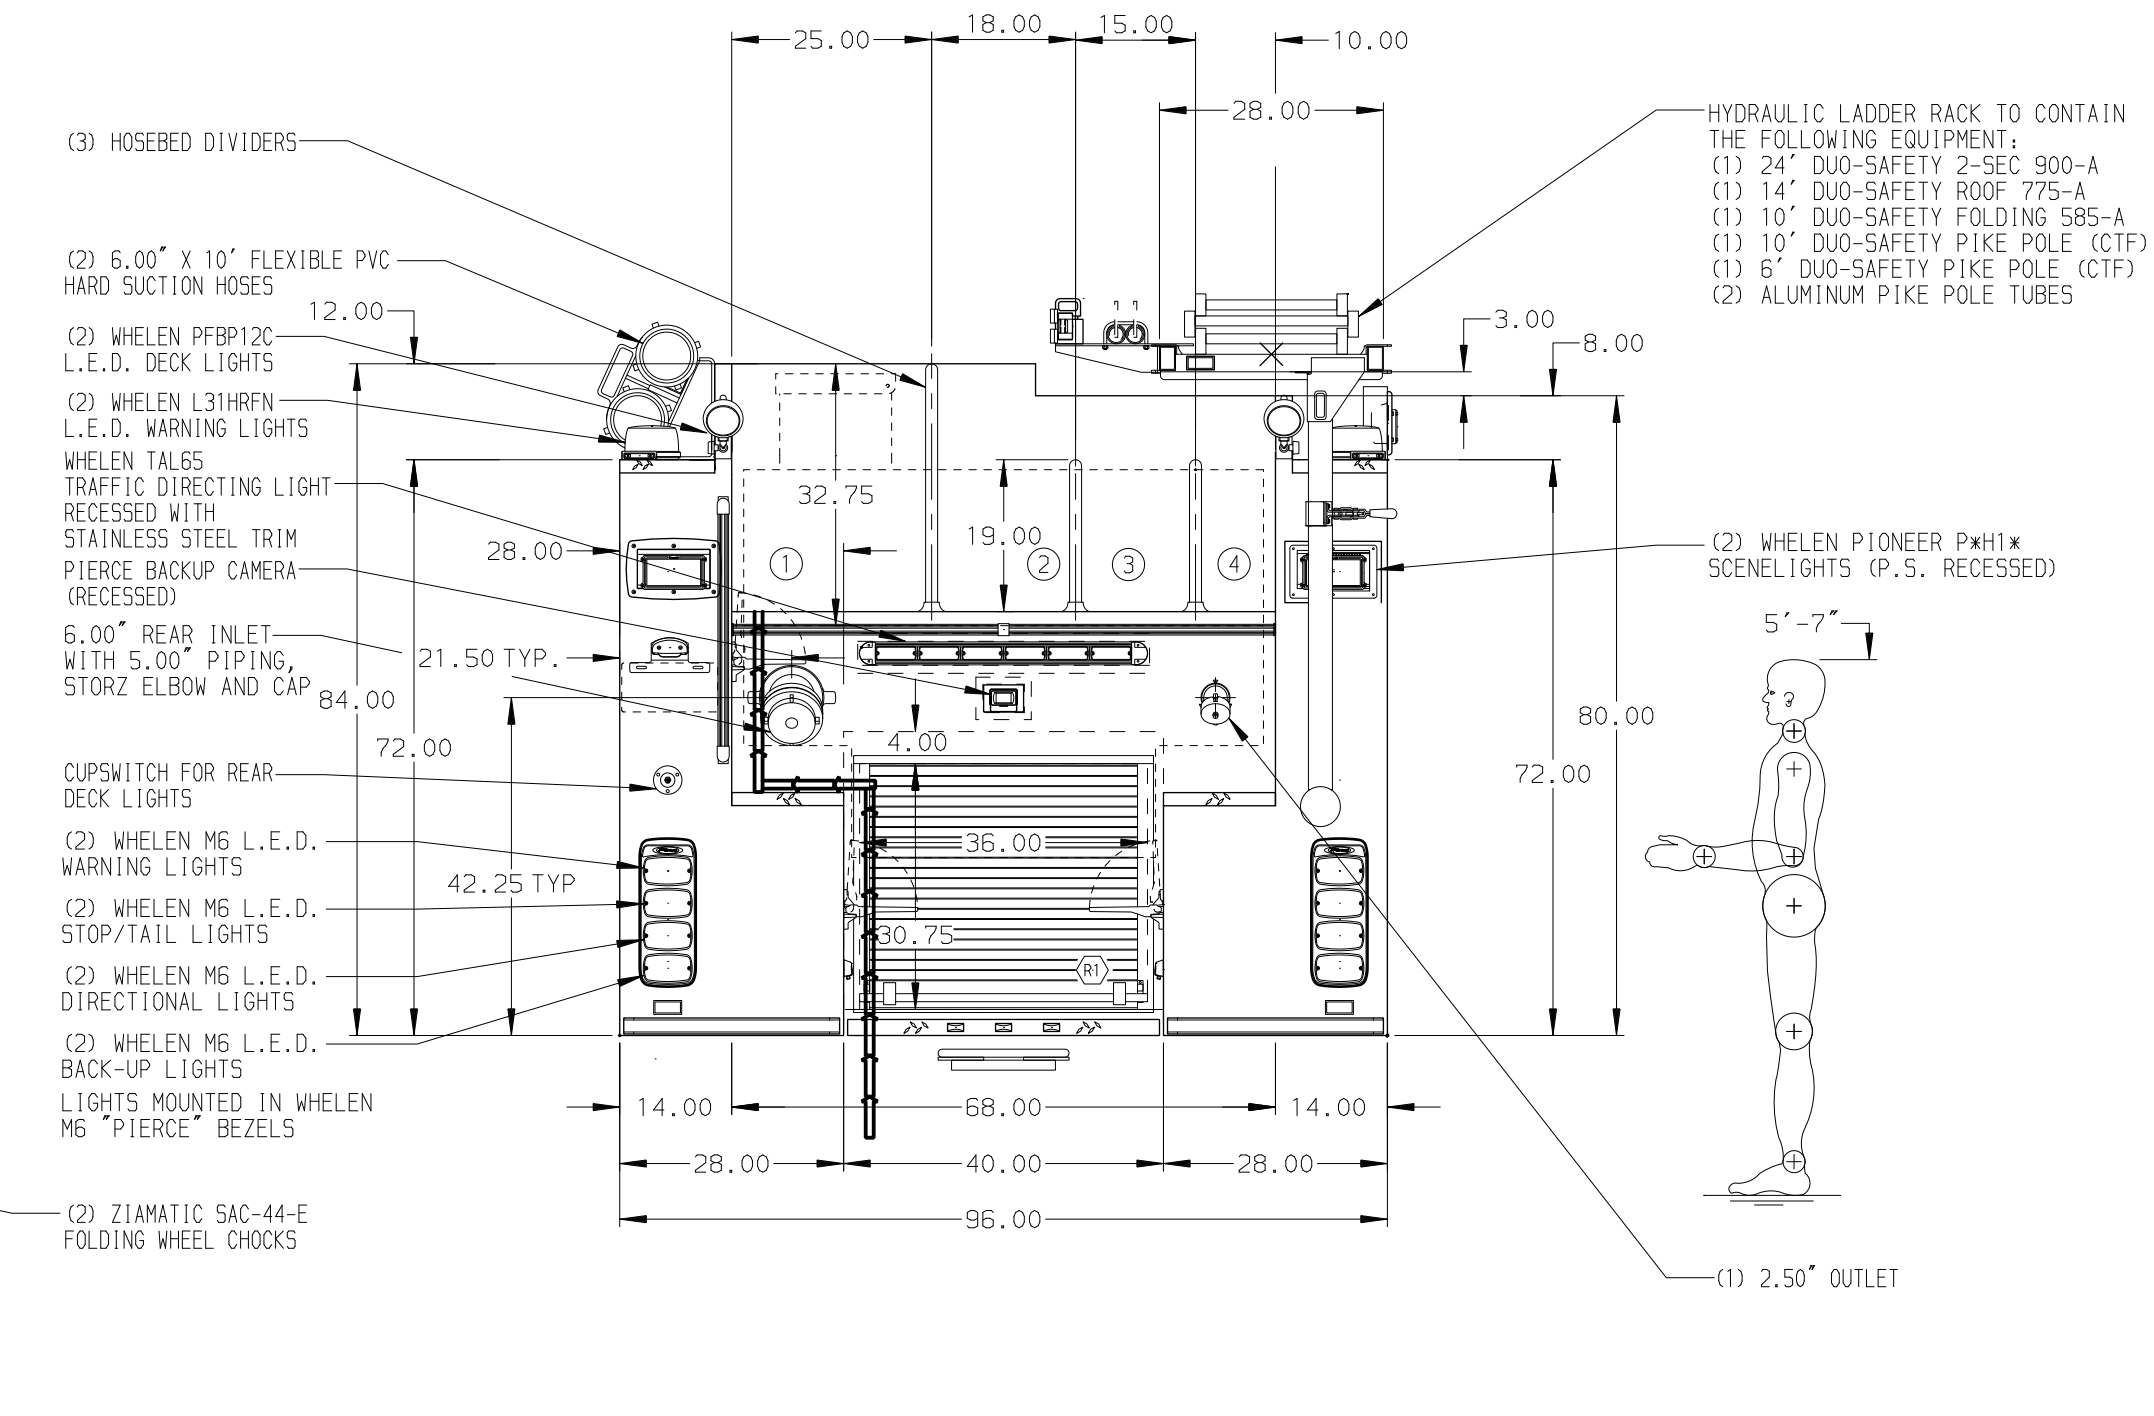 25.00
18.00
15.00
10.00
28.00
(3) HOSEBED DIVIDERS
(2) 6.00" X 10' FLEXIBLE PVC
HARD SUCTION HOSES
12.00
(2) WHELEN PFBP12C
L.E.D. DECK LIGHTS
(2) WHELEN L31HRFN
L.E.D. WARNING LIGHTS
WHELEN TAL65
TRAFFIC DIRECTING LIGHT
RECESSED WITH
STAINLESS STEEL TRIM
PIERCE BACKUP CAMERA
(RECESSED)
6.00" REAR INLET
WITH 5.00" PIPING,
STORZ ELBOW AND CAP
CUPSWITCH FOR REAR
DECK LIGHTS
(2) WHELEN M6 L.E.D.
WARNING LIGHTS
(2) WHELEN M6 L.E.D.
STOP/TAIL LIGHTS
(2) WHELEN M6 L.E.D.
DIRECTIONAL LIGHTS
(2) WHELEN M6 L.E.D.
BACK-UP LIGHTS
LIGHTS MOUNTED IN WHELEN
M6 "PIERCE" BEZELS
(2) ZIAMATIC SAC-44-E
FOLDING WHEEL CHOCKS
84.00
72.00
28.00
21.50 TYP.
42.25 TYP
32.75
19.00
1
2
3
4
4.00
36.00
30.75
R-1
14.00
68.00
14.00
28.00
40.00
28.00
96.00
HYDRAULIC LADDER RACK TO CONTAIN
THE FOLLOWING EQUIPMENT:
(1) 24' DUO-SAFETY 2-SEC 900-A
(1) 14' DUO-SAFETY ROOF 775-A
(1) 10' DUO-SAFETY FOLDING 585-A
(1) 10' DUO-SAFETY PIKE POLE (CTF)
(1) 6' DUO-SAFETY PIKE POLE (CTF)
(2) ALUMINUM PIKE POLE TUBES
3.00
8.00
(2) WHELEN PIONEER P*H1*
SCENELIGHTS (P.S. RECESSED)
5'-7"
80.00
72.00
(1) 2.50" OUTLET